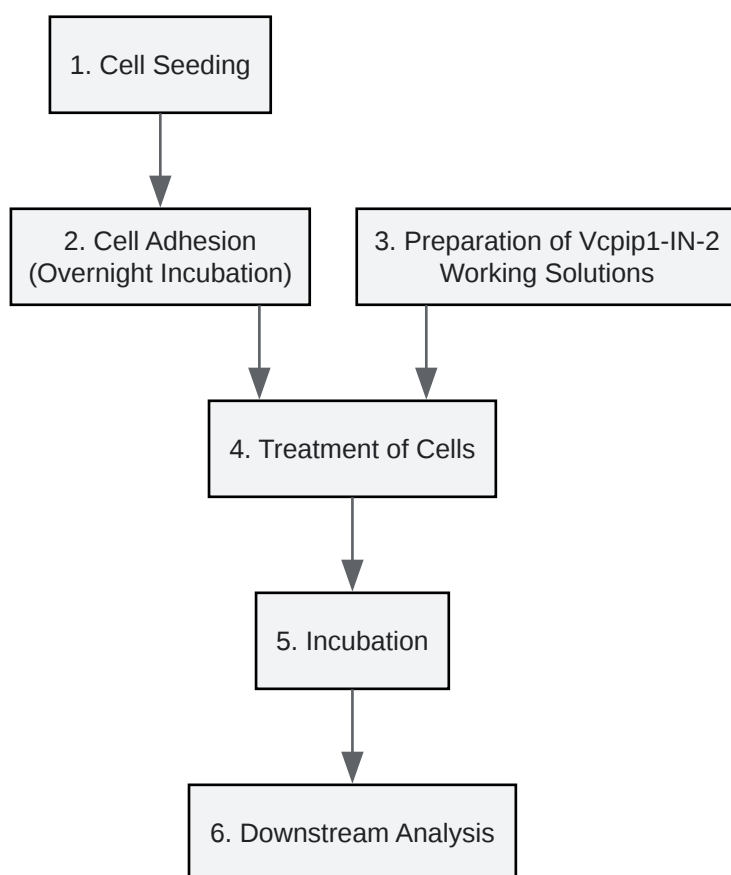 1. Cell Seeding
2. Cell Adhesion
(Overnight Incubation)
3. Preparation of Vcpip1-IN-2
Working Solutions
4. Treatment of Cells
5. Incubation
6. Downstream Analysis